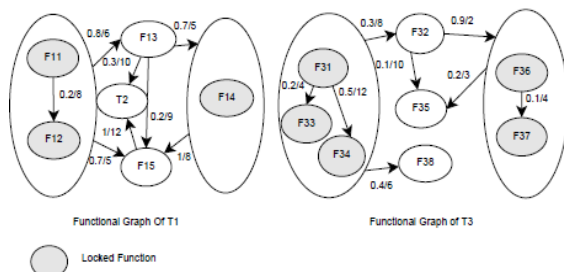 F11
0.2/8
F12
0.8/6
F13
0.7/5
0.3/10
T2
0.2/9
1/12
F15
0.7/5
F14
1/8
Functional Graph Of T1
F31
0.2/4
0.5/12
F33
F34
0.3/8
F32
0.9/2
0.1/10
F35
0.2/3
F36
0.1/4
F37
F38
0.4/6
Functional Graph of T3
Locked Function